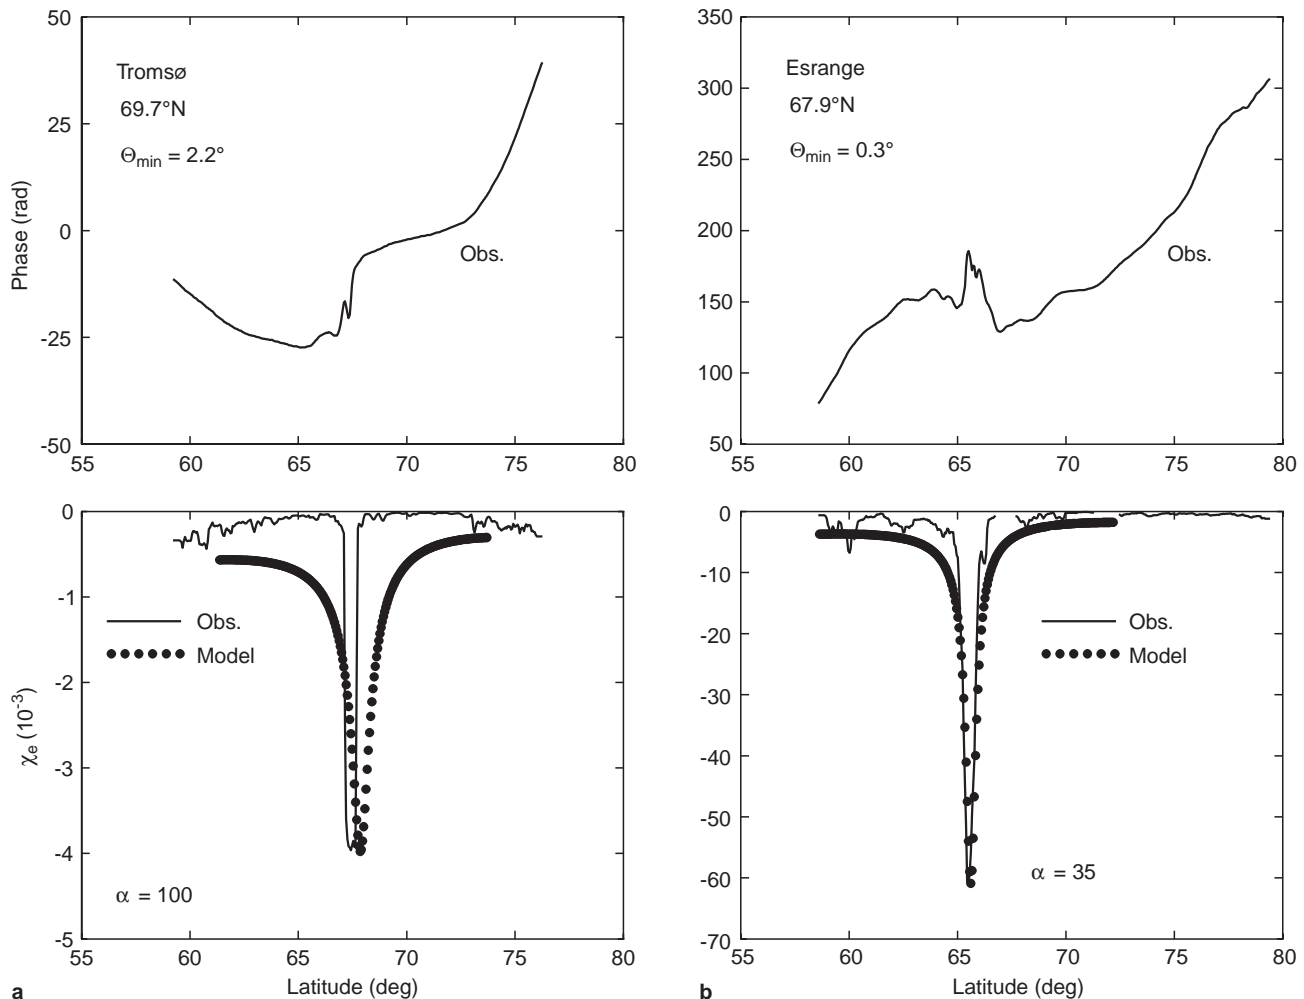 50
25
0
-25
-50
55 60 65 70 75 80
Phase (rad)
Tromsø
69.7°N
Θmin = 2.2°
Obs.
350
300
250
200
150
100
50
55 60 65 70 75 80
Esrange
67.9°N
Θmin = 0.3°
Obs.
0
-1
-2
-3
-4
-5
55 60 65 70 75 80
χe (10-3)
Obs.
Model
α = 100
Latitude (deg)
a
0
-10
-20
-30
-40
-50
-60
-70
55 60 65 70 75 80
Obs.
Model
α = 35
Latitude (deg)
b